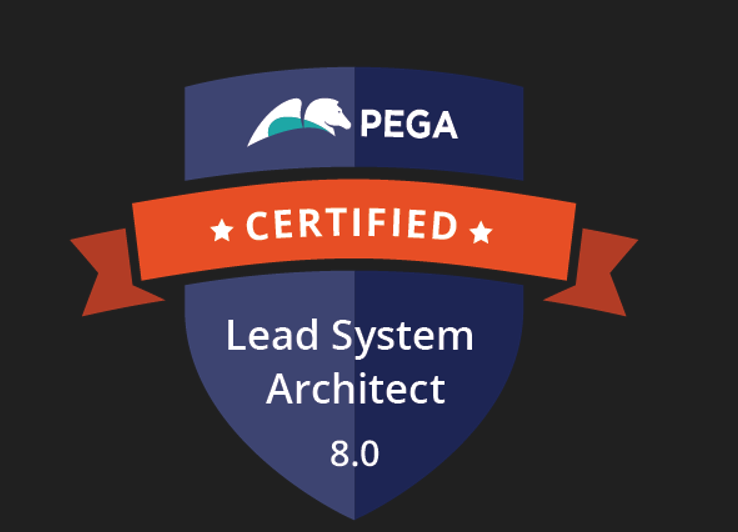 PEGA
CERTIFIED
Lead System
Architect
8.0